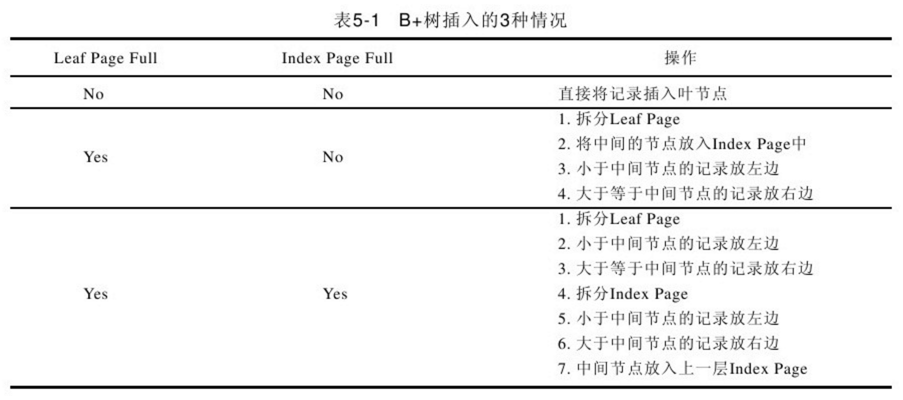 表5-1 B+树插入的3种情况
Leaf Page Full Index Page Full 操作
No No 直接将记录插入叶节点
Yes No 1. 拆分Leaf Page
2. 将中间的节点放入Index Page中
3. 小于中间节点的记录放左边
4. 大于等于中间节点的记录放右边
Yes Yes 1. 拆分Leaf Page
2. 小于中间节点的记录放左边
3. 大于等于中间节点的记录放右边
4. 拆分Index Page
5. 小于中间节点的记录放左边
6. 大于中间节点的记录放右边
7. 中间节点放入上一层Index Page